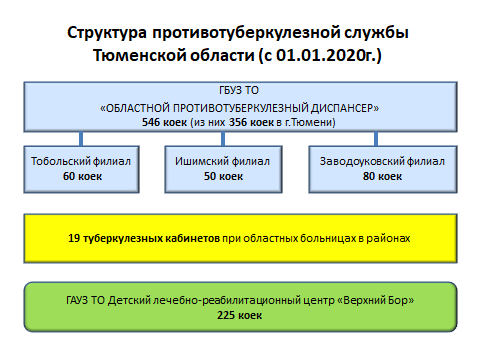 Структура противотуберкулезной службы
Тюменской области (с 01.01.2020г.)
ГБУЗ ТО
«ОБЛАСТНОЙ ПРОТИВОТУБЕРКУЛЕЗНЫЙ ДИСПАНСЕР»
546 коек (из них 356 коек в г.Тюмени)
Тобольский филиал
60 коек
Ишимский филиал
50 коек
Заводоуковский филиал
80 коек
19 туберкулезных кабинетов при областных больницах в районах
ГАУЗ ТО Детский лечебно-реабилитационный центр «Верхний Бор»
225 коек